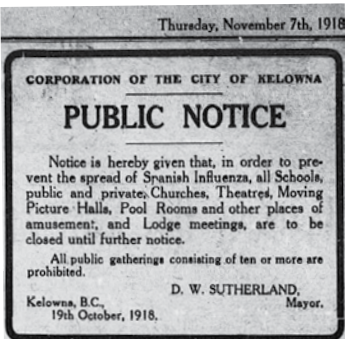 Thursday, November 7th, 1918
CORPORATION OF THE CITY OF KELOWNA
PUBLIC NOTICE
Notice is hereby given that, in order to pre-
vent the spread of Spanish Influenza, all Schools,
public and private, Churches, Theatres, Moving
Picture Halls, Pool Rooms and other places of
amusement, and Lodge meetings, are to be
closed until further notice.
All public gatherings consisting of ten or more are
prohibited.
D. W. SUTHERLAND,
Kelowna, B.C., Mayor.
19th October, 1918.